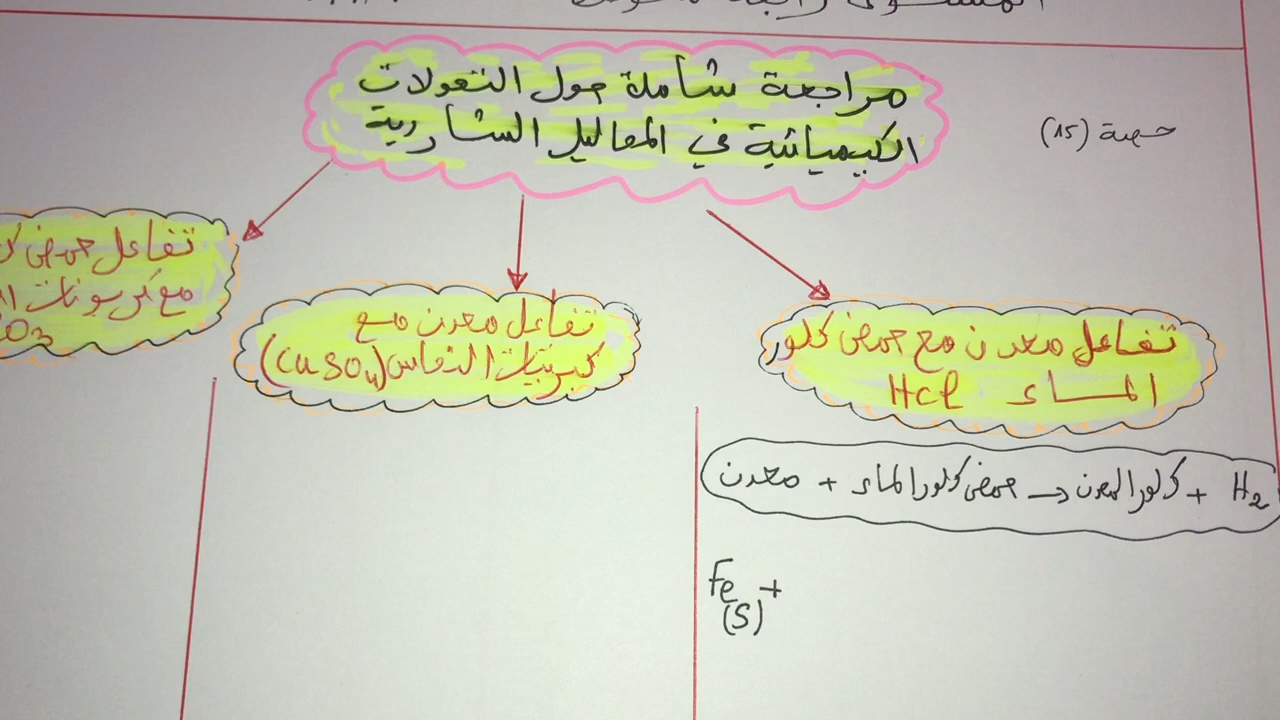 مراجعة شاملة حول التحولات
الكيميائية في المحاليل الشاردية
حصة (15)
تفاعل معدن مع حمض كلور
الماء HCl
تفاعل معدن مع
كبريتات النحاس (CuSO4)
تفاعل حمض
مع كربونات
CO3
معدن + حمض كلور الماء → كلور المعدن + H2
Fe(s) +